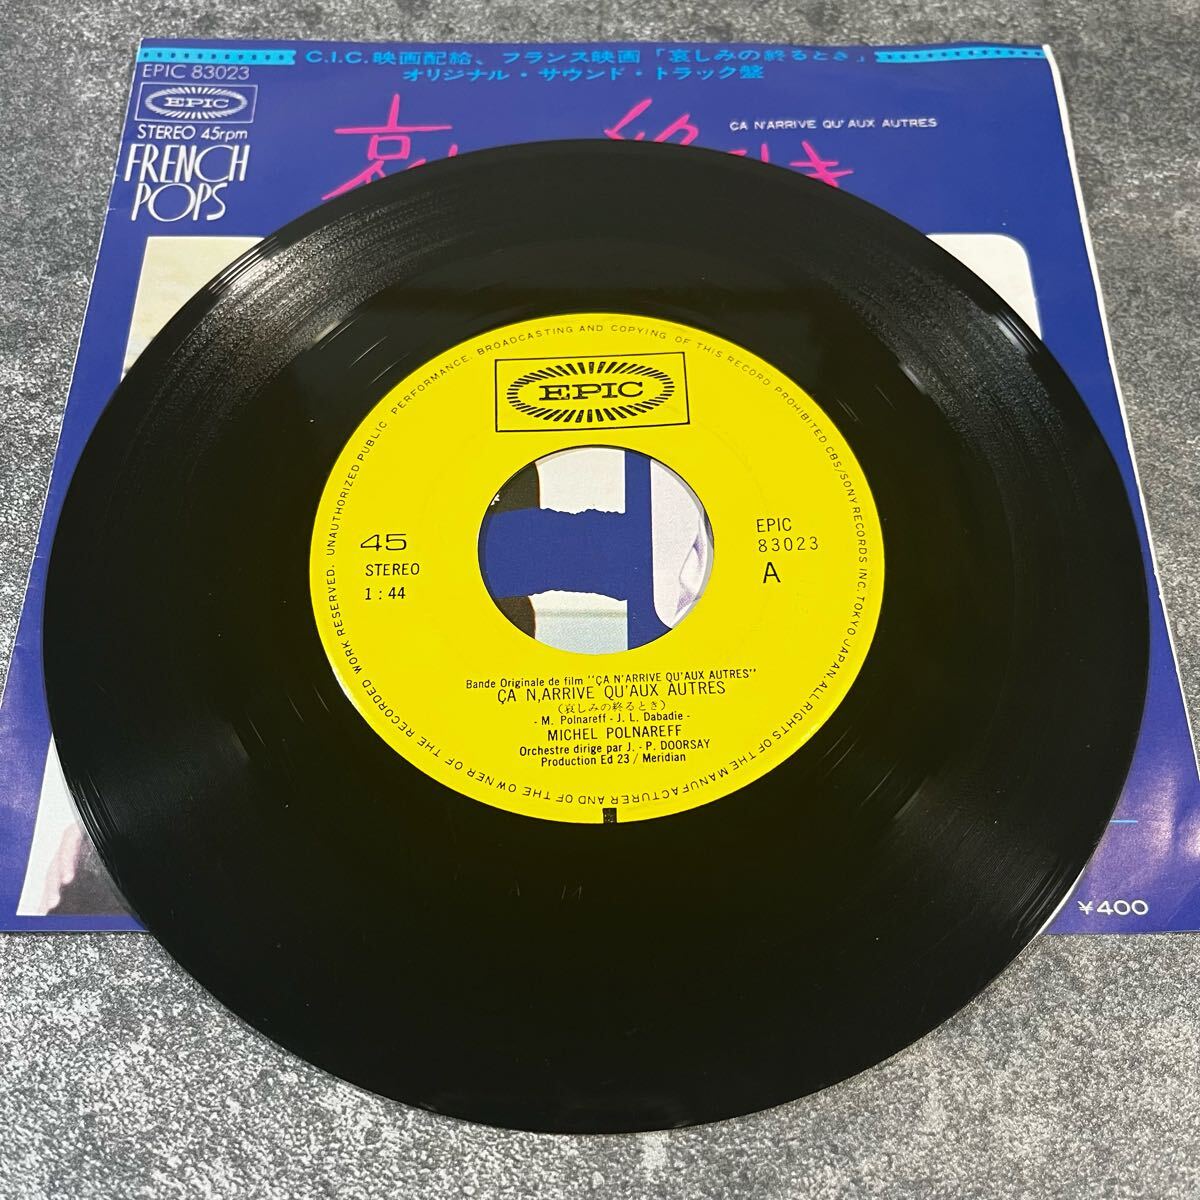 C.I.C.映画配給、フランス映画「哀しみの終るとき」
オリジナル・サウンド・トラック盤
EPIC 83023
EPIC
STEREO 45rpm
FRENCH
POPS
ÇA N'ARRIVE QU'AUX AUTRES
UNAUTHORIZED PUBLIC PERFORMANCE, BROADCASTING AND COPYING OF THIS RECORD PROHIBITED CBS/SONY RECORDS INC. TOKYO JAPAN. ALL RIGHTS OF THE MANUFACTURER AND OF THE OWNER OF THE RECORDED WORK RESERVED.
EPIC
45
STEREO
1:44
EPIC
83023
A
Bande Originale de film "ÇA N'ARRIVE QU'AUX AUTRES"
ÇA N,ARRIVE QU'AUX AUTRES
(哀しみの終るとき)
- M. Polnareff - J. L. Dabadie -
MICHEL POLNAREFF
Orchestre dirige par J. - P. DOORSAY
Production Ed 23 / Meridian
¥400